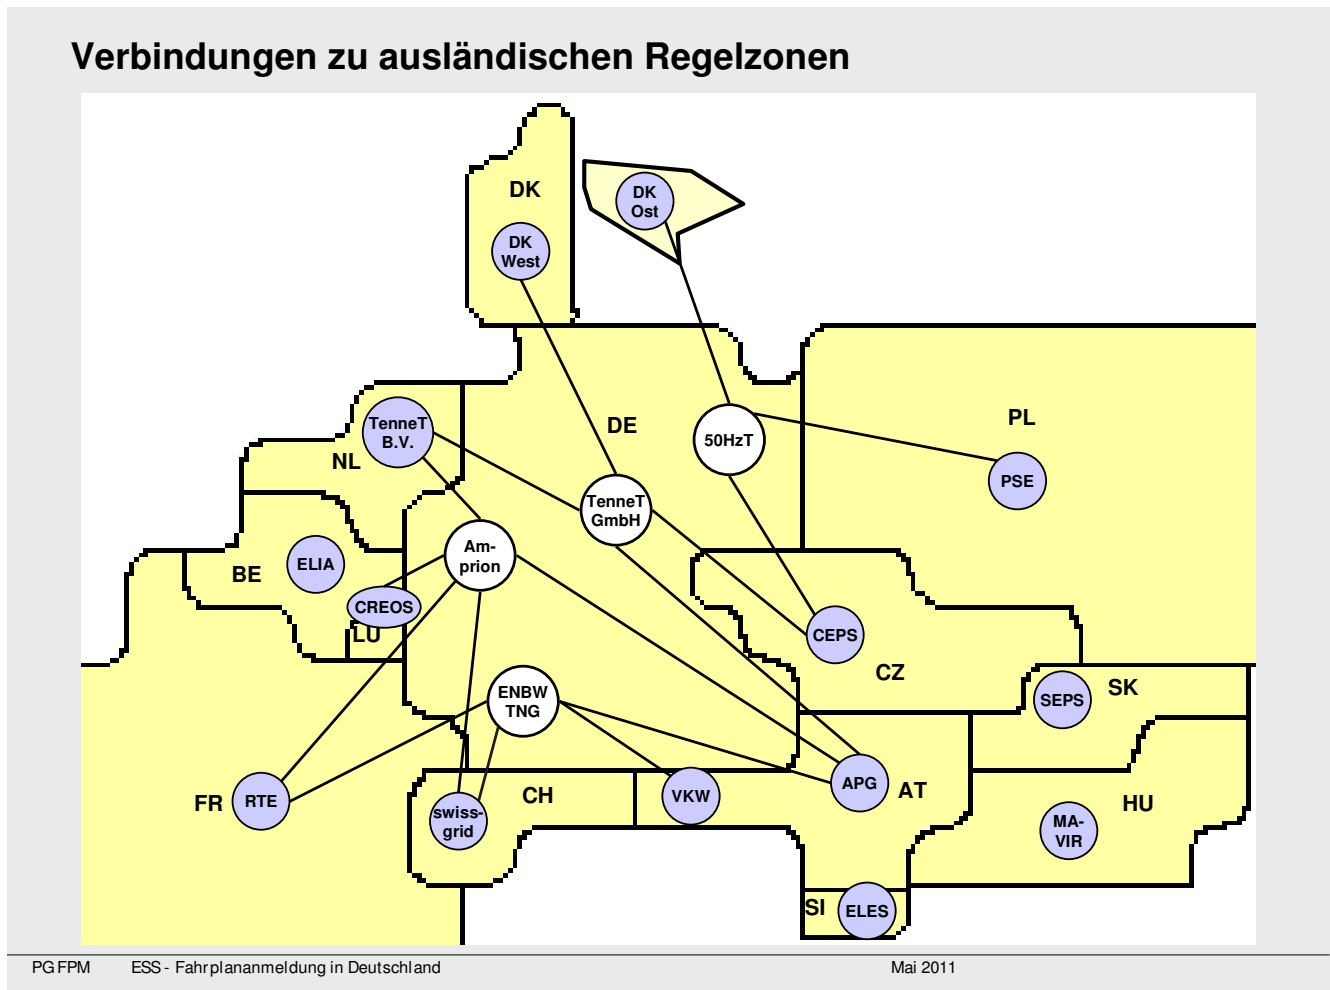 Verbindungen zu ausländischen Regelzonen
DK
DK
Ost
DK
West
TenneT
B.V.
NL
DE
50HzT
PL
PSE
TenneT
GmbH
Am-
prion
ELIA
BE
CREOS
LU
CEPS
CZ
SEPS
SK
ENBW
TNG
FR
RTE
swiss-
grid
CH
VKW
APG
AT
MA-
VIR
HU
SI
ELES
PG FPM ESS - Fahrplananmeldung in Deutschland Mai 2011